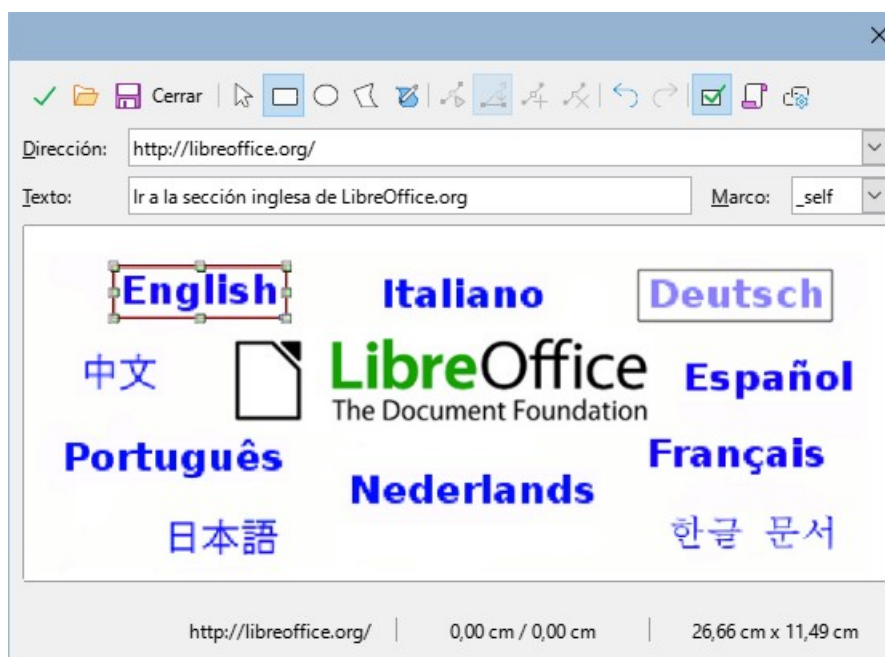 Cerrar
Dirección: http://libreoffice.org/
Texto: Ir a la sección inglesa de LibreOffice.org Marco: _self
English Italiano Deutsch
中文 LibreOffice Español
The Document Foundation
Português Nederlands Français
日本語 한글 문서
http://libreoffice.org/ 0,00 cm / 0,00 cm 26,66 cm x 11,49 cm